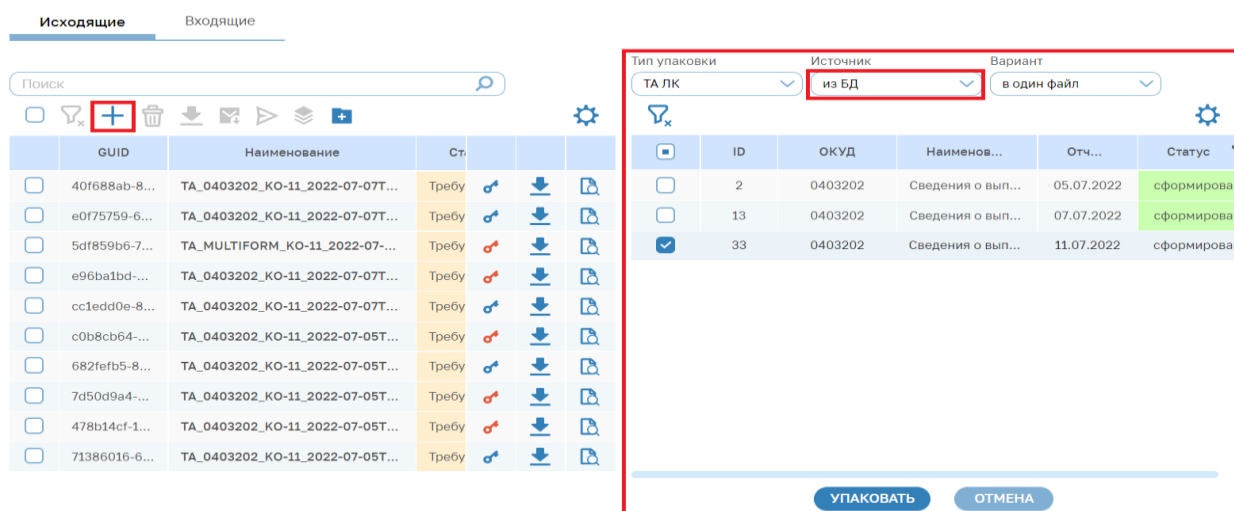 Исходящие Входящие
Тип упаковки Источник Вариант
Поиск
ТА ЛК из БД в один файл
GUID Наименование Ста
ID ОКУД Наименов... Отч... Статус
40f688ab-8... TA_0403202_KO-11_2022-07-07T... Требу
e0f75759-6... TA_0403202_KO-11_2022-07-07T... Требу
5df859b6-7... TA_MULTIFORM_KO-11_2022-07-... Требу
e96ba1bd-... TA_0403202_KO-11_2022-07-07T... Требу
cc1edd0e-8... TA_0403202_KO-11_2022-07-07T... Требу
c0b8cb64-... TA_0403202_KO-11_2022-07-05T... Требу
682fefb5-8... TA_0403202_KO-11_2022-07-05T... Требу
7d50d9a4-... TA_0403202_KO-11_2022-07-05T... Требу
478b14cf-1... TA_0403202_KO-11_2022-07-05T... Требу
71386016-6... TA_0403202_KO-11_2022-07-05T... Требу
2 0403202 Сведения о вып... 05.07.2022 сформирова
13 0403202 Сведения о вып... 07.07.2022 сформирова
33 0403202 Сведения о вып... 11.07.2022 сформирова
УПАКОВАТЬ ОТМЕНА